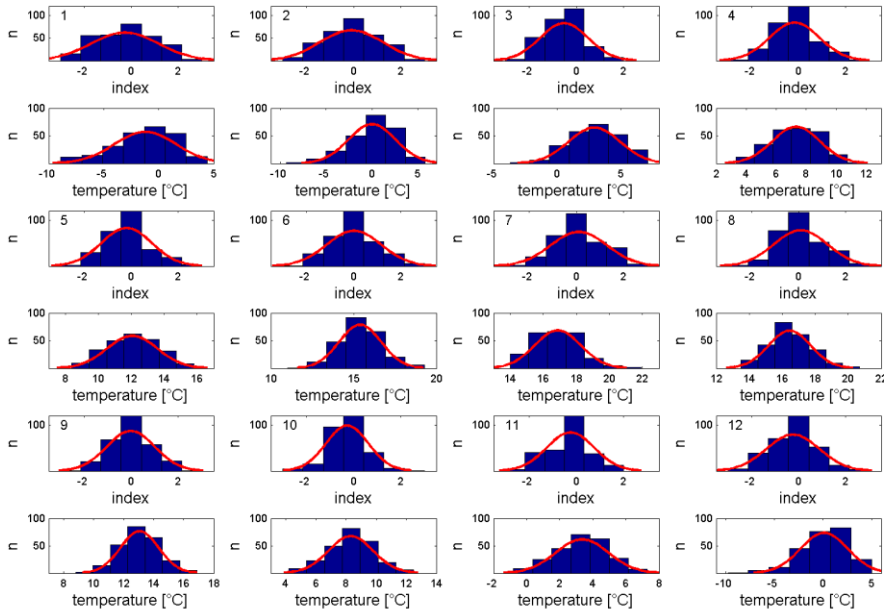 100 n 1 -2 0 2 index
100 n 2 -2 0 2 index
100 n 3 -2 0 2 index
100 n 4 -2 0 2 index
100 50 n -10 -5 0 5 temperature [°C]
100 50 n -10 -5 0 5 temperature [°C]
100 50 n -5 0 5 temperature [°C]
100 50 n 2 4 6 8 10 12 temperature [°C]
100 n 5 -2 0 2 index
100 n 6 -2 0 2 index
100 n 7 -2 0 2 index
100 n 8 -2 0 2 index
100 50 n 8 10 12 14 16 temperature [°C]
100 50 n 10 15 20 temperature [°C]
100 50 n 14 16 18 20 22 temperature [°C]
100 50 n 12 14 16 18 20 22 temperature [°C]
100 n 9 -2 0 2 index
100 n 10 -2 0 2 index
100 n 11 -2 0 2 index
100 n 12 -2 0 2 index
100 50 n 8 10 12 14 16 18 temperature [°C]
100 50 n 4 6 8 10 12 14 temperature [°C]
100 50 n -2 0 2 4 6 8 temperature [°C]
100 50 n -10 -5 0 5 temperature [°C]